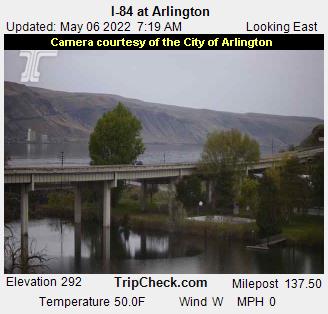 I-84 at Arlington
Updated: May 06 2022 7:19 AM Looking East
Camera courtesy of the City of Arlington
Elevation 292 TripCheck.com Milepost 137.50
Temperature 50.0F Wind W MPH 0